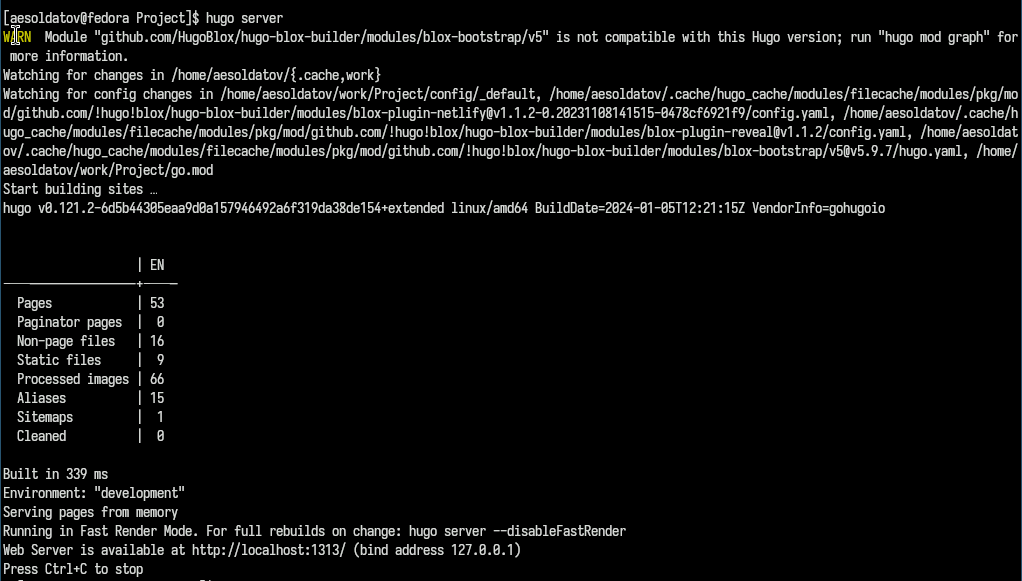 [aesoldatov@fedora Project]$ hugo server
WARN  Module "github.com/HugoBlox/hugo-blox-builder/modules/blox-bootstrap/v5" is not compatible with this Hugo version; run "hugo mod graph" for
 more information.
Watching for changes in /home/aesoldatov/{.cache,work}
Watching for config changes in /home/aesoldatov/work/Project/config/_default, /home/aesoldatov/.cache/hugo_cache/modules/filecache/modules/pkg/mo
d/github.com/!hugo!blox/hugo-blox-builder/modules/blox-plugin-netlify@v1.1.2-0.20231108141515-0478cf6921f9/config.yaml, /home/aesoldatov/.cache/h
ugo_cache/modules/filecache/modules/pkg/mod/github.com/!hugo!blox/hugo-blox-builder/modules/blox-plugin-reveal@v1.1.2/config.yaml, /home/aesoldat
ov/.cache/hugo_cache/modules/filecache/modules/pkg/mod/github.com/!hugo!blox/hugo-blox-builder/modules/blox-bootstrap/v5@v5.9.7/hugo.yaml, /home/
aesoldatov/work/Project/go.mod
Start building sites …
hugo v0.121.2-6d5b44305eaa9d0a157946492a6f319da38de154+extended linux/amd64 BuildDate=2024-01-05T12:21:15Z VendorInfo=gohugoio
                   | EN
-------------------+-----
  Pages            | 53
  Paginator pages  |  0
  Non-page files   | 16
  Static files     |  9
  Processed images | 66
  Aliases          | 15
  Sitemaps         |  1
  Cleaned          |  0
Built in 339 ms
Environment: "development"
Serving pages from memory
Running in Fast Render Mode. For full rebuilds on change: hugo server --disableFastRender
Web Server is available at http://localhost:1313/ (bind address 127.0.0.1)
Press Ctrl+C to stop